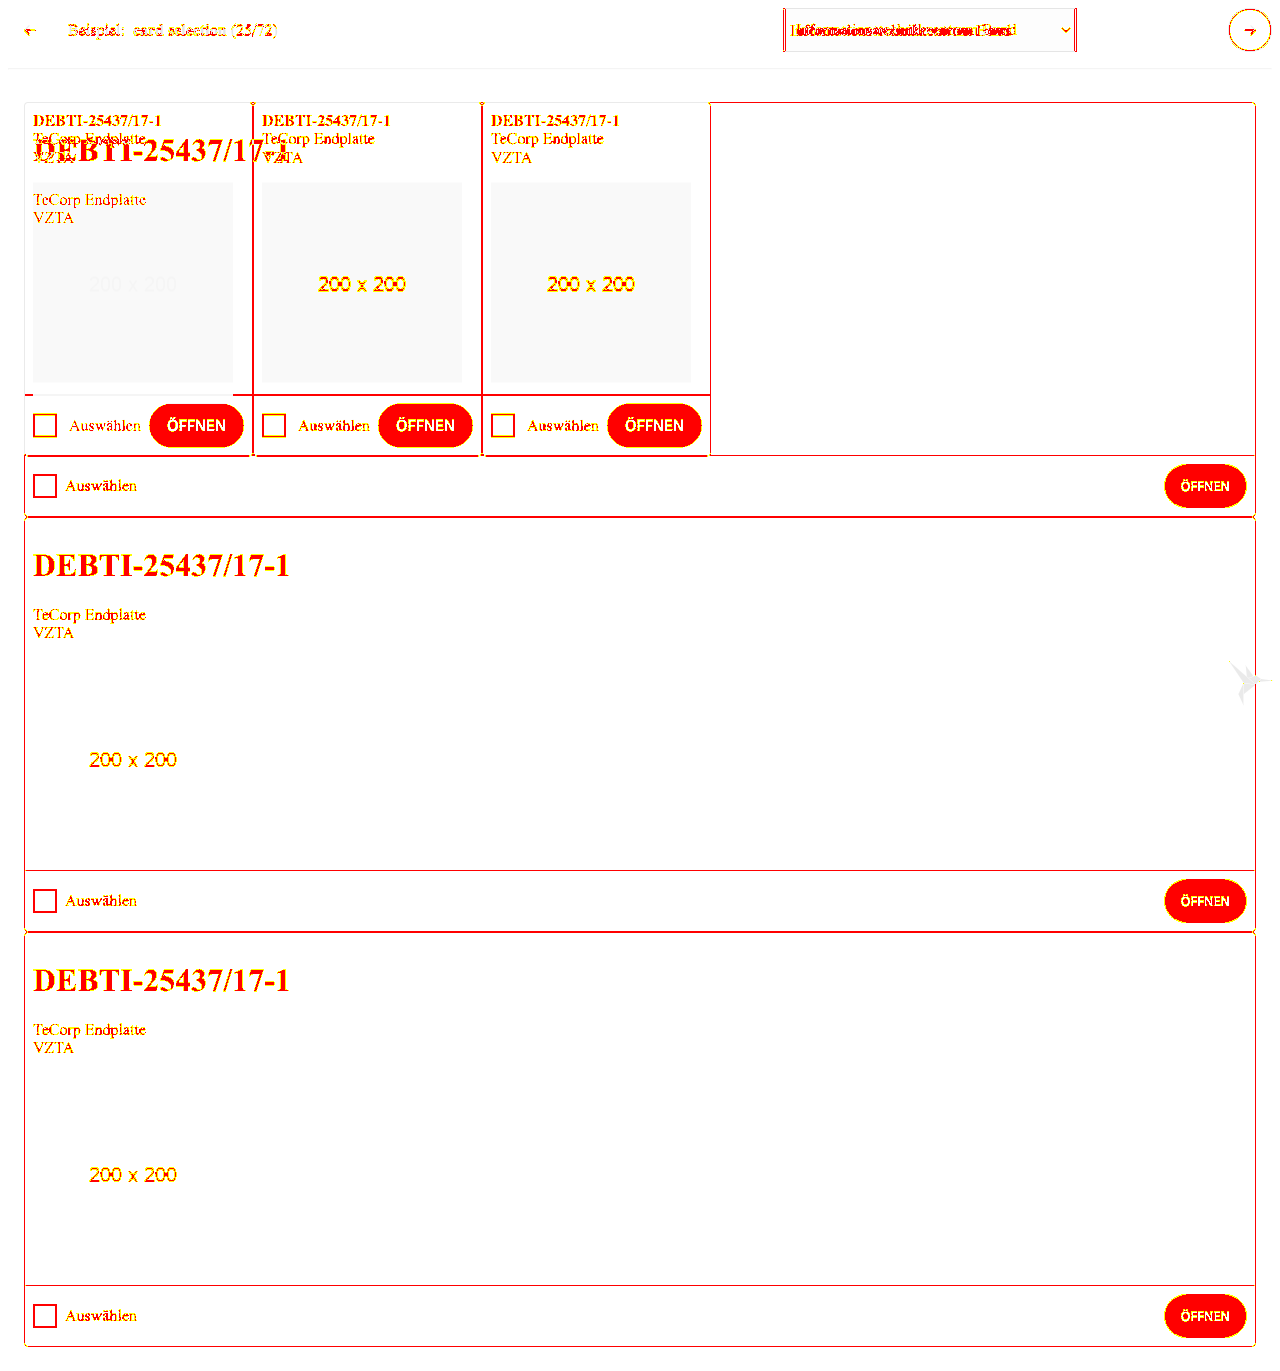 ← Beispiel: card-selection (25/72)
DEBTI-25437/17-1 DEBTI-25437/17-1 DEBTI-25437/17-1
TeCorp Endplatte TeCorp Endplatte TeCorp Endplatte
VZTA VZTA VZTA
DEBTI-25437/17-1
TeCorp Endplatte
VZTA
200 x 200 200 x 200 200 x 200
Auswählen ÖFFNEN Auswählen ÖFFNEN Auswählen ÖFFNEN
Auswählen ÖFFNEN
DEBTI-25437/17-1
TeCorp Endplatte
VZTA
200 x 200
Auswählen ÖFFNEN
DEBTI-25437/17-1
TeCorp Endplatte
VZTA
200 x 200
Auswählen ÖFFNEN